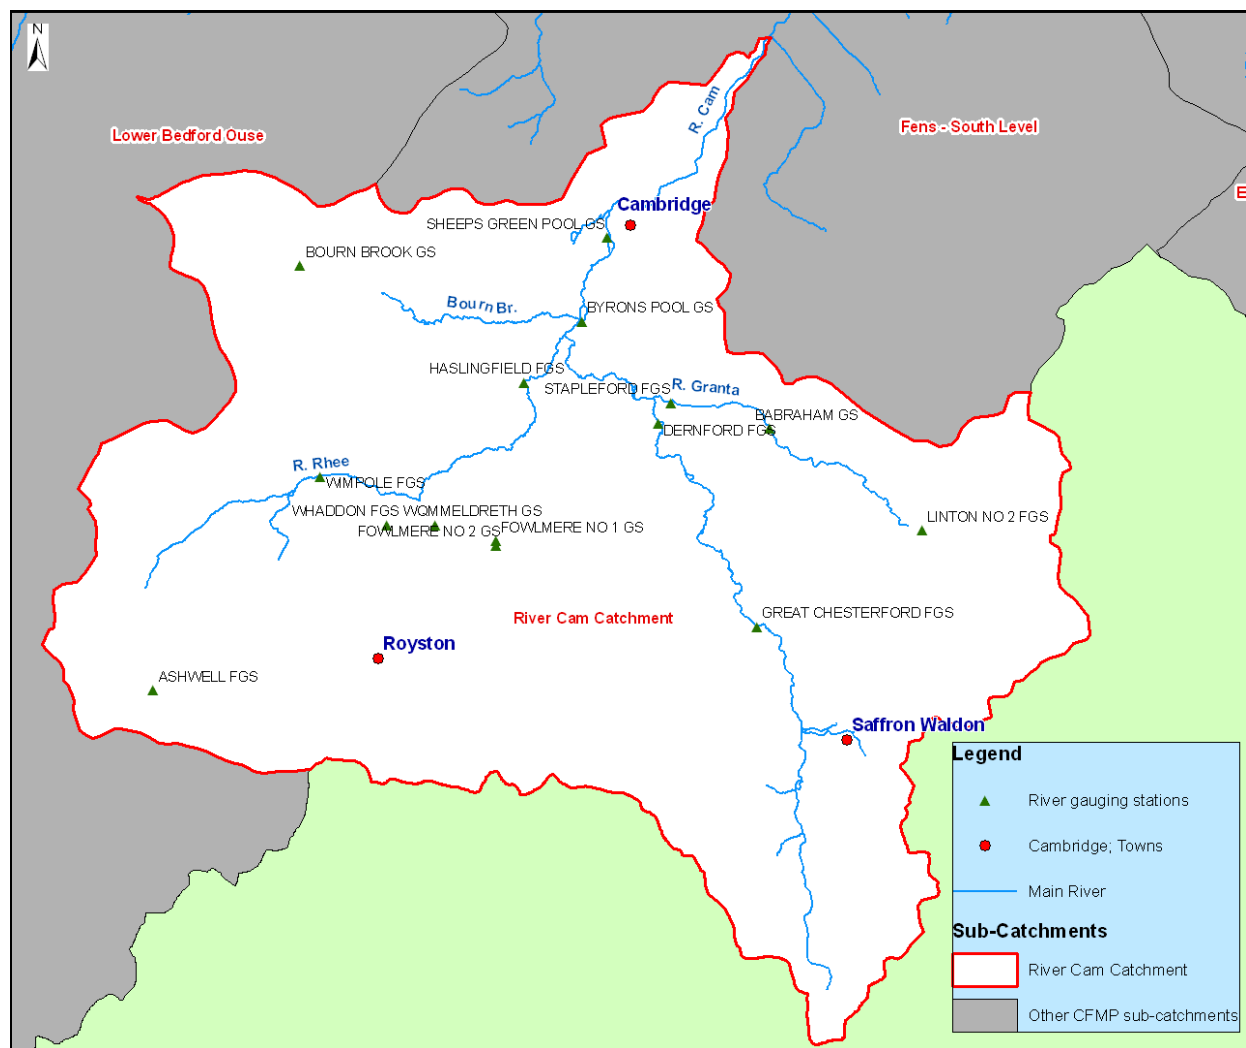 N
R. Cam
Lower Bedford Ouse
Fens - South Level
E
Cambridge
SHEEPS GREEN POOL GS
BOURN BROOK GS
Bourn Br.
BYRONS POOL GS
HASLINGFIELD FGS
STAPLEFORD FGS
R. Granta
BABRAHAM GS
DERNFORD FGS
R. Rhee
WIMPOLE FGS
WHADDON FGS WQMMELDRETH GS
LINTON NO 2 FGS
FOWLMERE NO 2 GS
FOWLMERE NO 1 GS
GREAT CHESTERFORD FGS
River Cam Catchment
Royston
ASHWELL FGS
Saffron Waldon
Legend
River gauging stations
Cambridge; Towns
Main River
Sub-Catchments
River Cam Catchment
Other CFMP sub-catchments